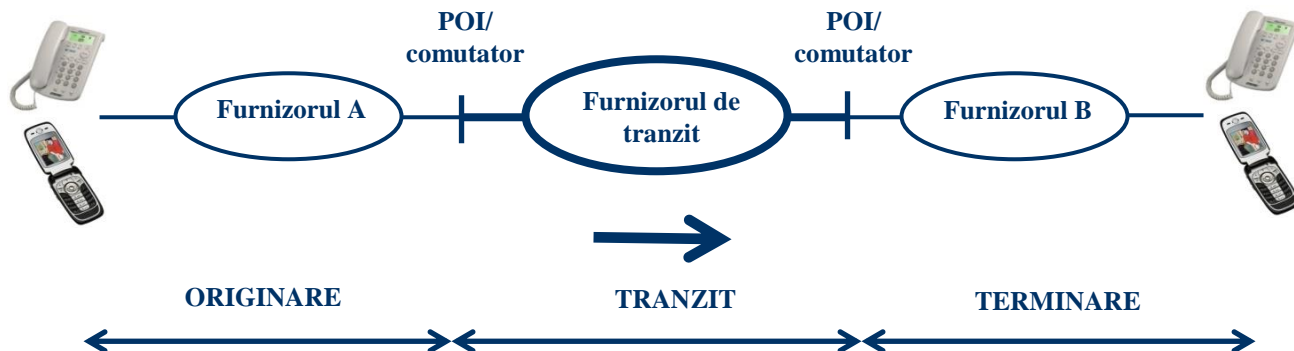 POI/
comutator
POI/
comutator
Furnizorul A
Furnizorul de
tranzit
Furnizorul B
ORIGINARE
TRANZIT
TERMINARE